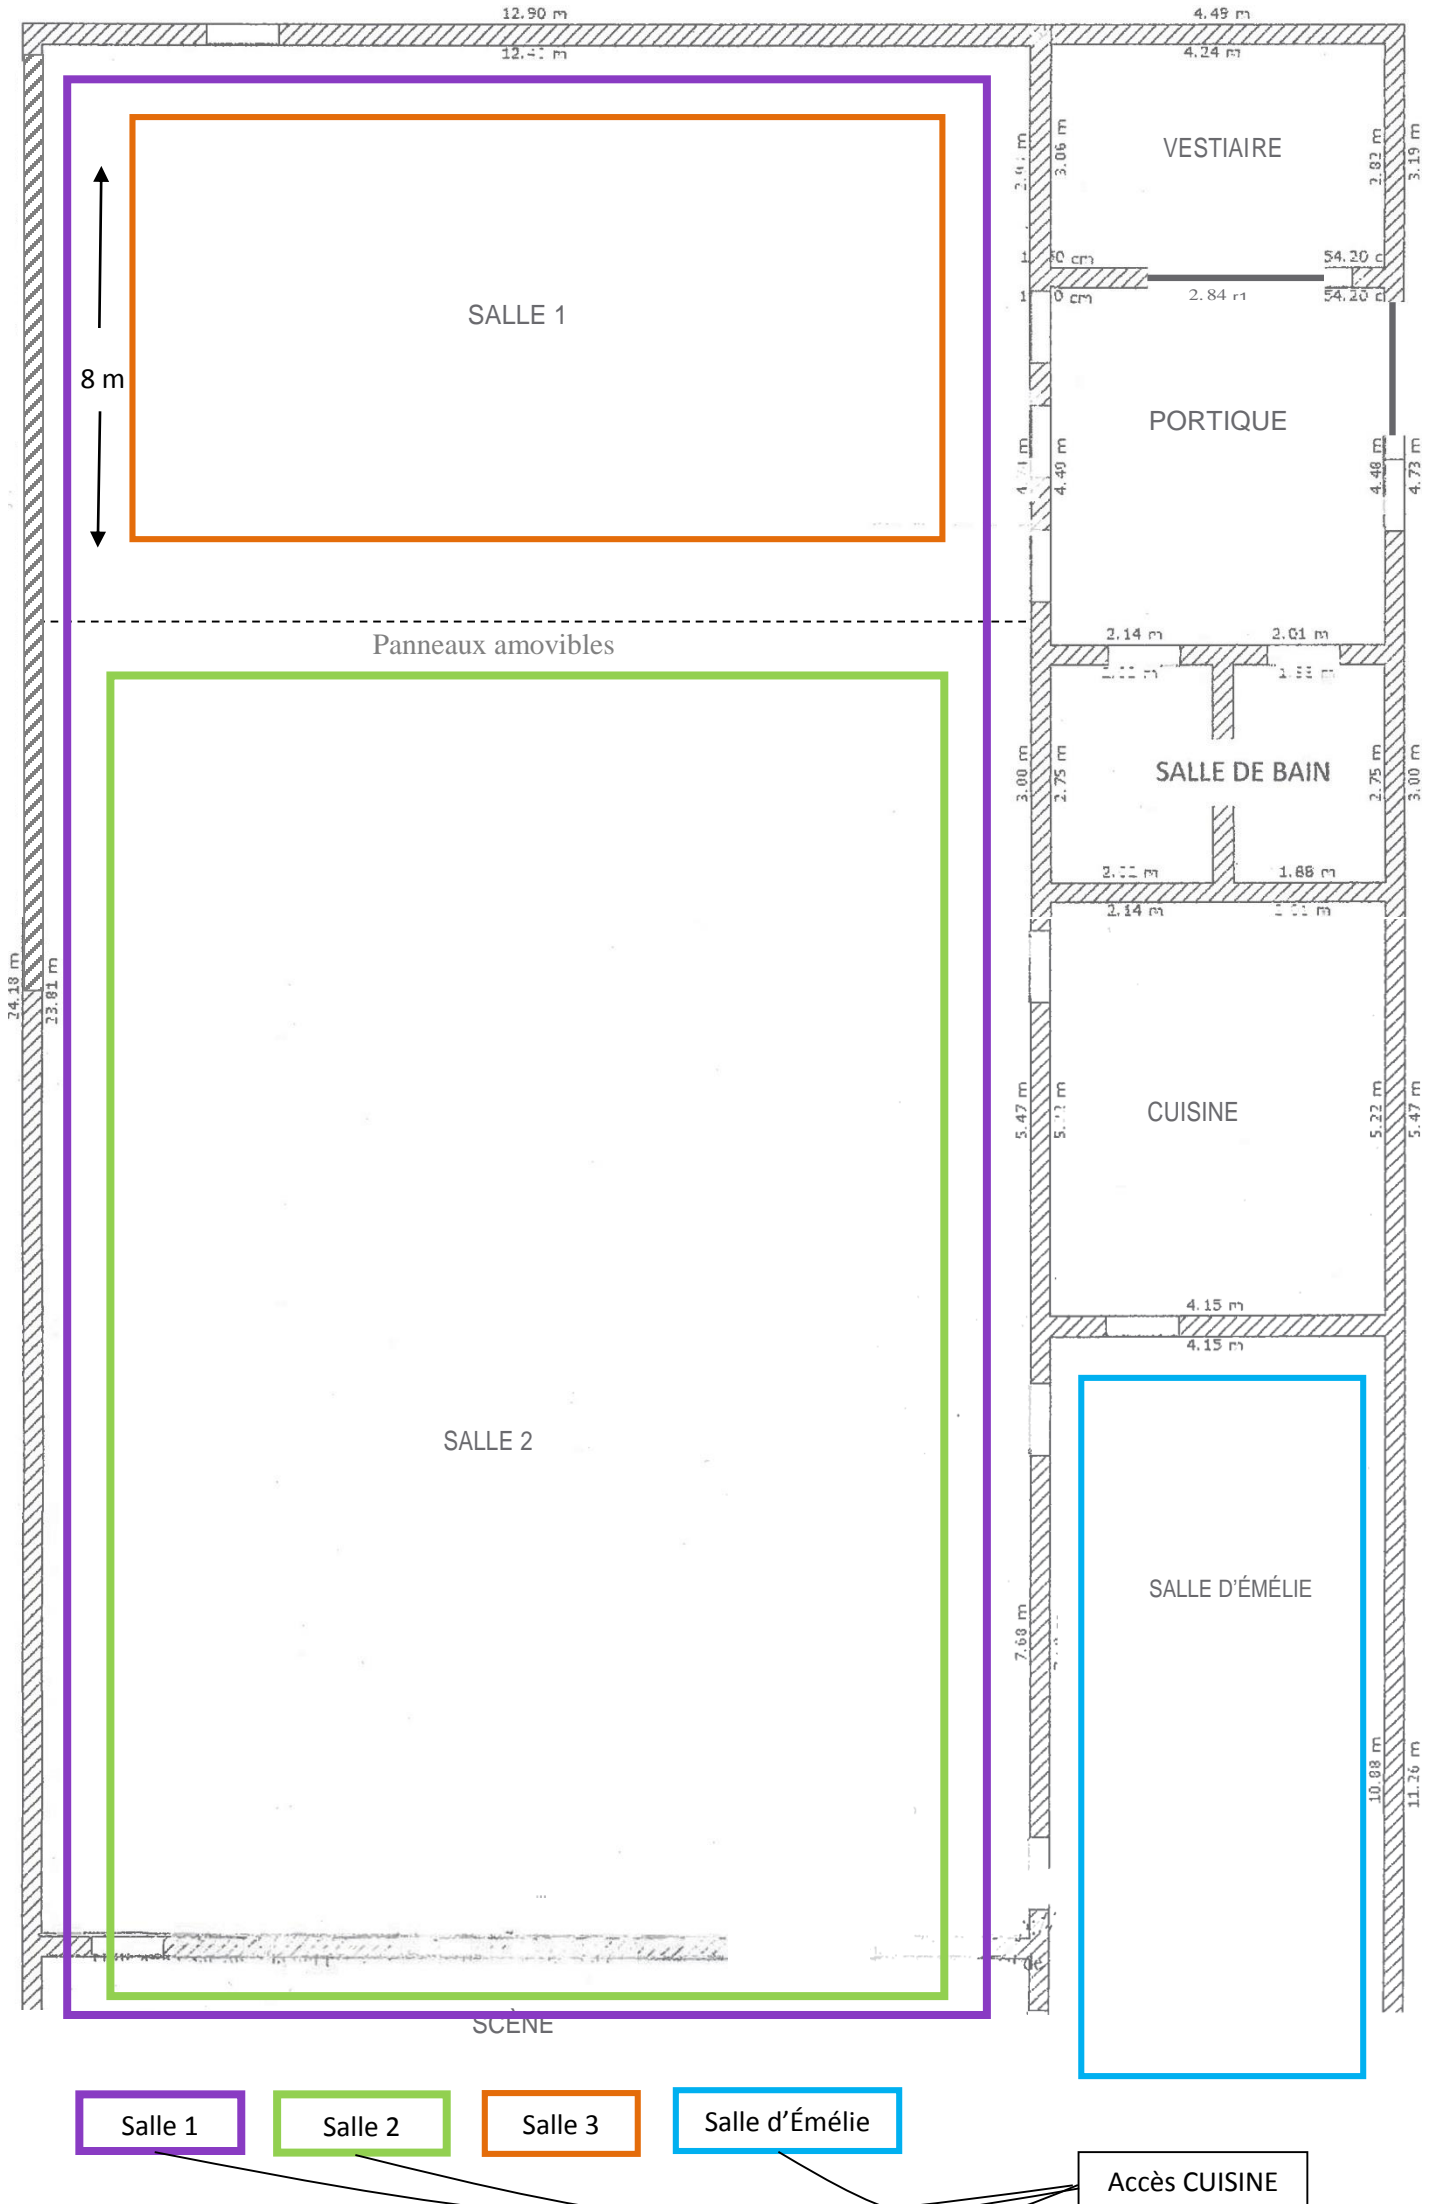 12.90 m
4.49 m
4.24 m
VESTIAIRE
3.06 m
2.82 m
3.19 m
54.20 c
2.84
54.20 c
SALLE 1
8 m
PORTIQUE
4.49 m
4.48 m
4.73 m
Panneaux amovibles
2.14 m
2.01 m
3.00 m
2.75 m
SALLE DE BAIN
2.75 m
3.00 m
1.88 m
2.14 m
24.18 m
23.81 m
5.47 m
CUISINE
5.22 m
5.47 m
4.15 m
4.15 m
SALLE 2
SALLE D'ÉMÉLIE
7.68 m
10.88 m
11.26 m
de
SCÈNE
Salle 1
Salle 2
Salle 3
Salle d'Émélie
Accès CUISINE